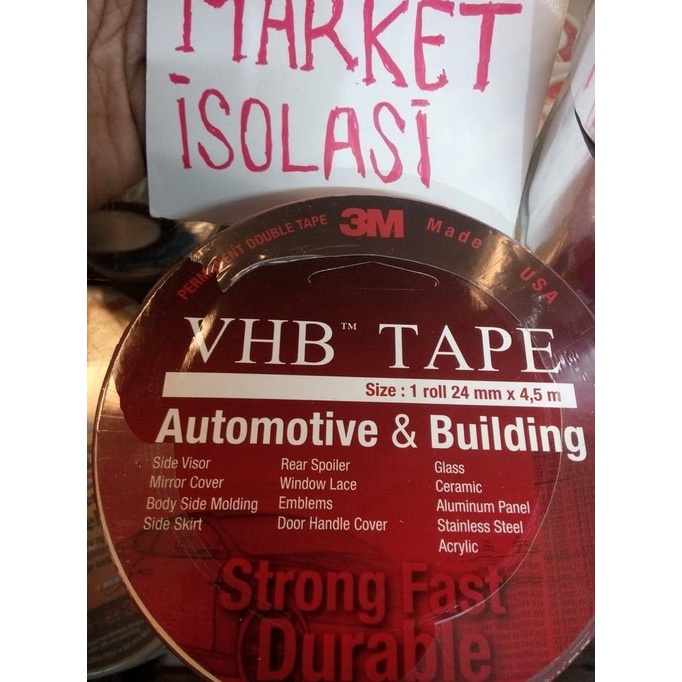 MARKET
ISOLASI
PERMANENT DOUBLE TAPE 3M Made USA
VHB™ TAPE
Size : 1 roll 24 mm x 4,5 m
Automotive & Building
Side Visor
Mirror Cover
Body Side Molding
Side Skirt
Rear Spoiler
Window Lace
Emblems
Door Handle Cover
Glass
Ceramic
Aluminum Panel
Stainless Steel
Acrylic
Strong Fast
Durable